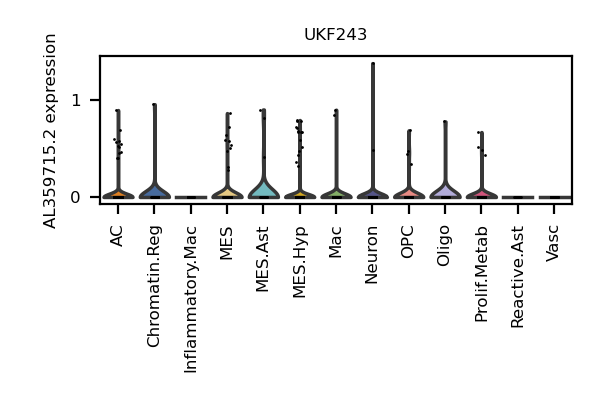 UKF243
AL359715.2 expression
1
0
AC
Chromatin.Reg
Inflammatory.Mac
MES
MES.Ast
MES.Hyp
Mac
Neuron
OPC
Oligo
Prolif.Metab
Reactive.Ast
Vasc